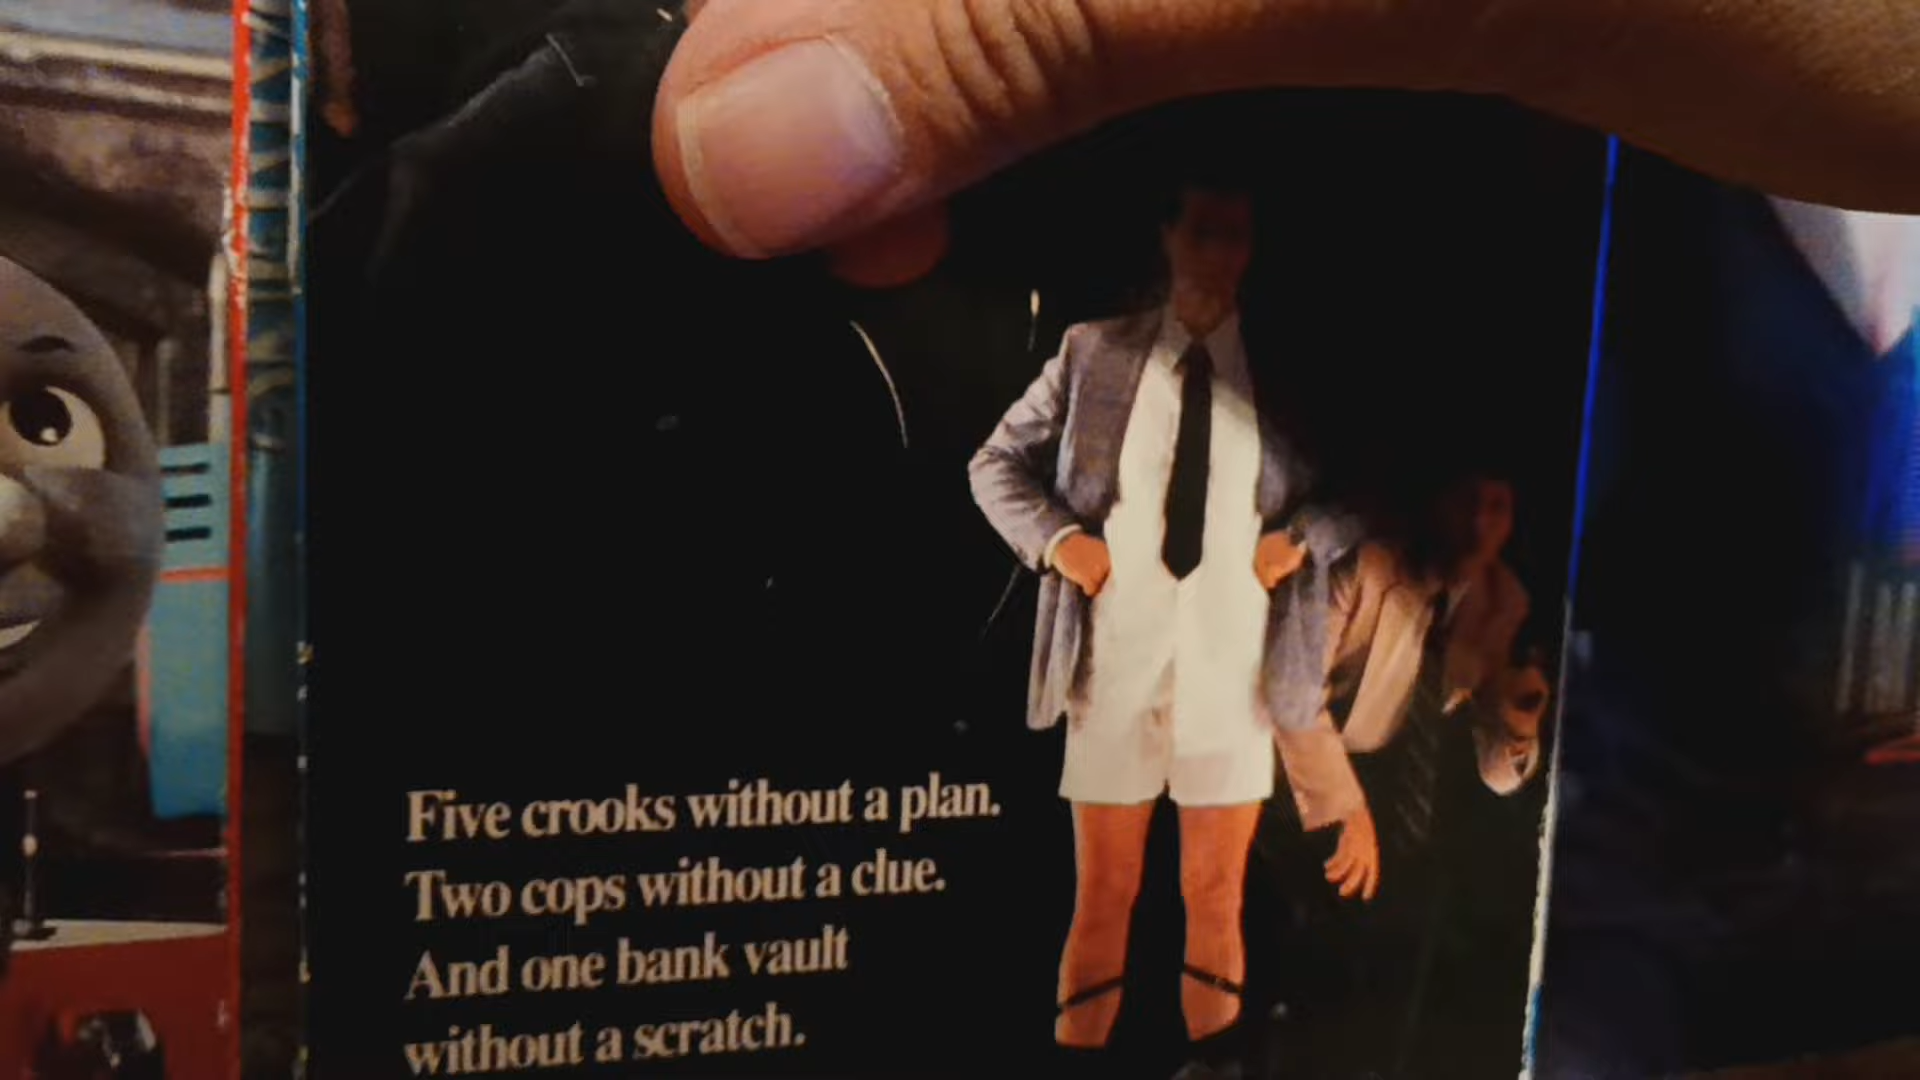 Five crooks without a plan.
Two cops without a clue.
And one bank vault
without a scratch.